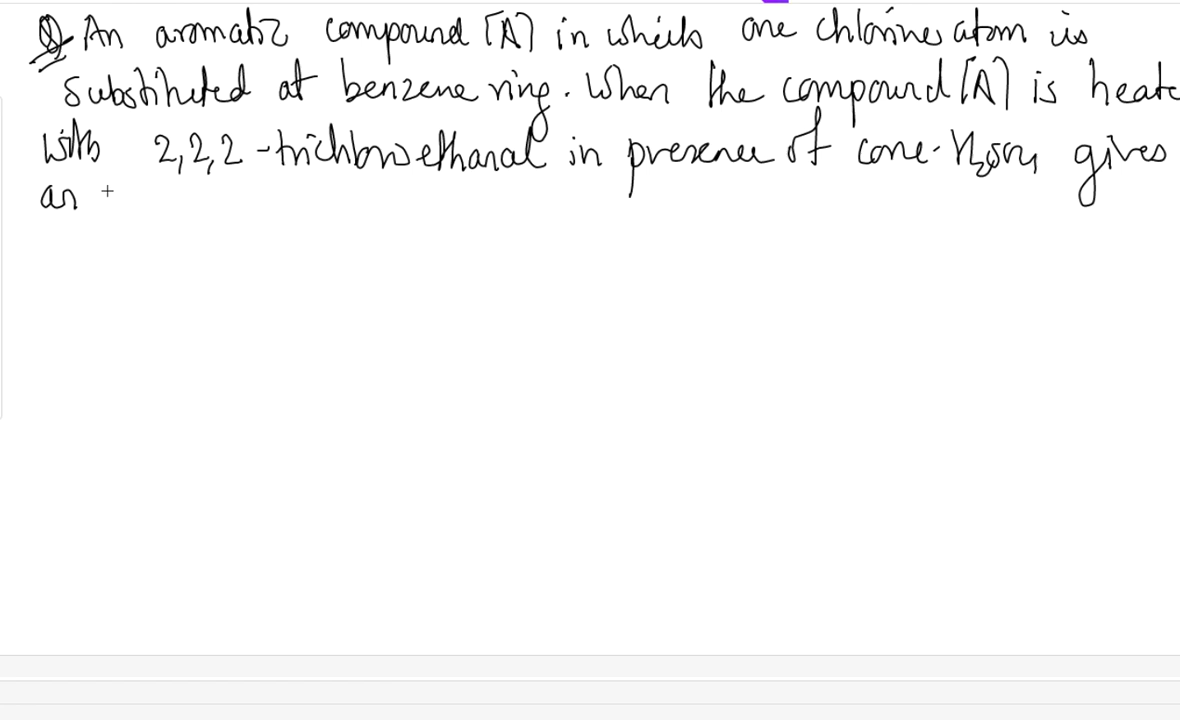 Q An aromatic compound [A] in which one chlorine atom is
substituted at benzene ring. When the compound [A] is heate
with 2,2,2-trichloroethanal in presence of conc. H2SO4 gives
an